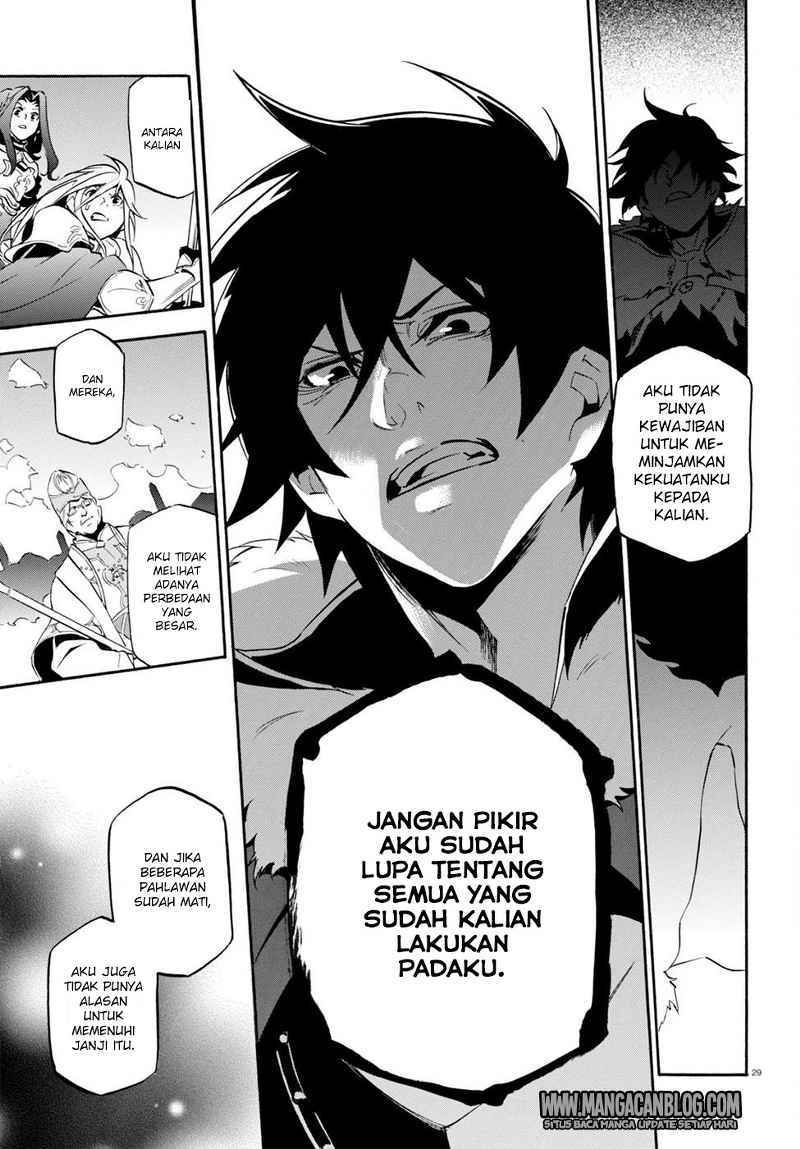 AKU TIDAK
PUNYA
KEWAJIBAN
UNTUK ME-
MINJAMKAN
KEKUATANKU
KEPADA
KALIAN.
JANGAN PIKIR
AKU SUDAH
LUPA TENTANG
SEMUA YANG
SUDAH KALIAN
LAKUKAN
PADAKU.
ANTARA
KALIAN
DAN
MEREKA,
AKU TIDAK
MELIHAT
ADANYA
PERBEDAAN
YANG
BESAR.
DAN JIKA
BEBERAPA
PAHLAWAN
SUDAH MATI,
AKU JUGA
TIDAK PUNYA
ALASAN
UNTUK
MEMENUHI
JANJI ITU.
29
WWW.MANGACANBLOG.COM
SITUS BACA MANGA UPDATE SETIAP HARI